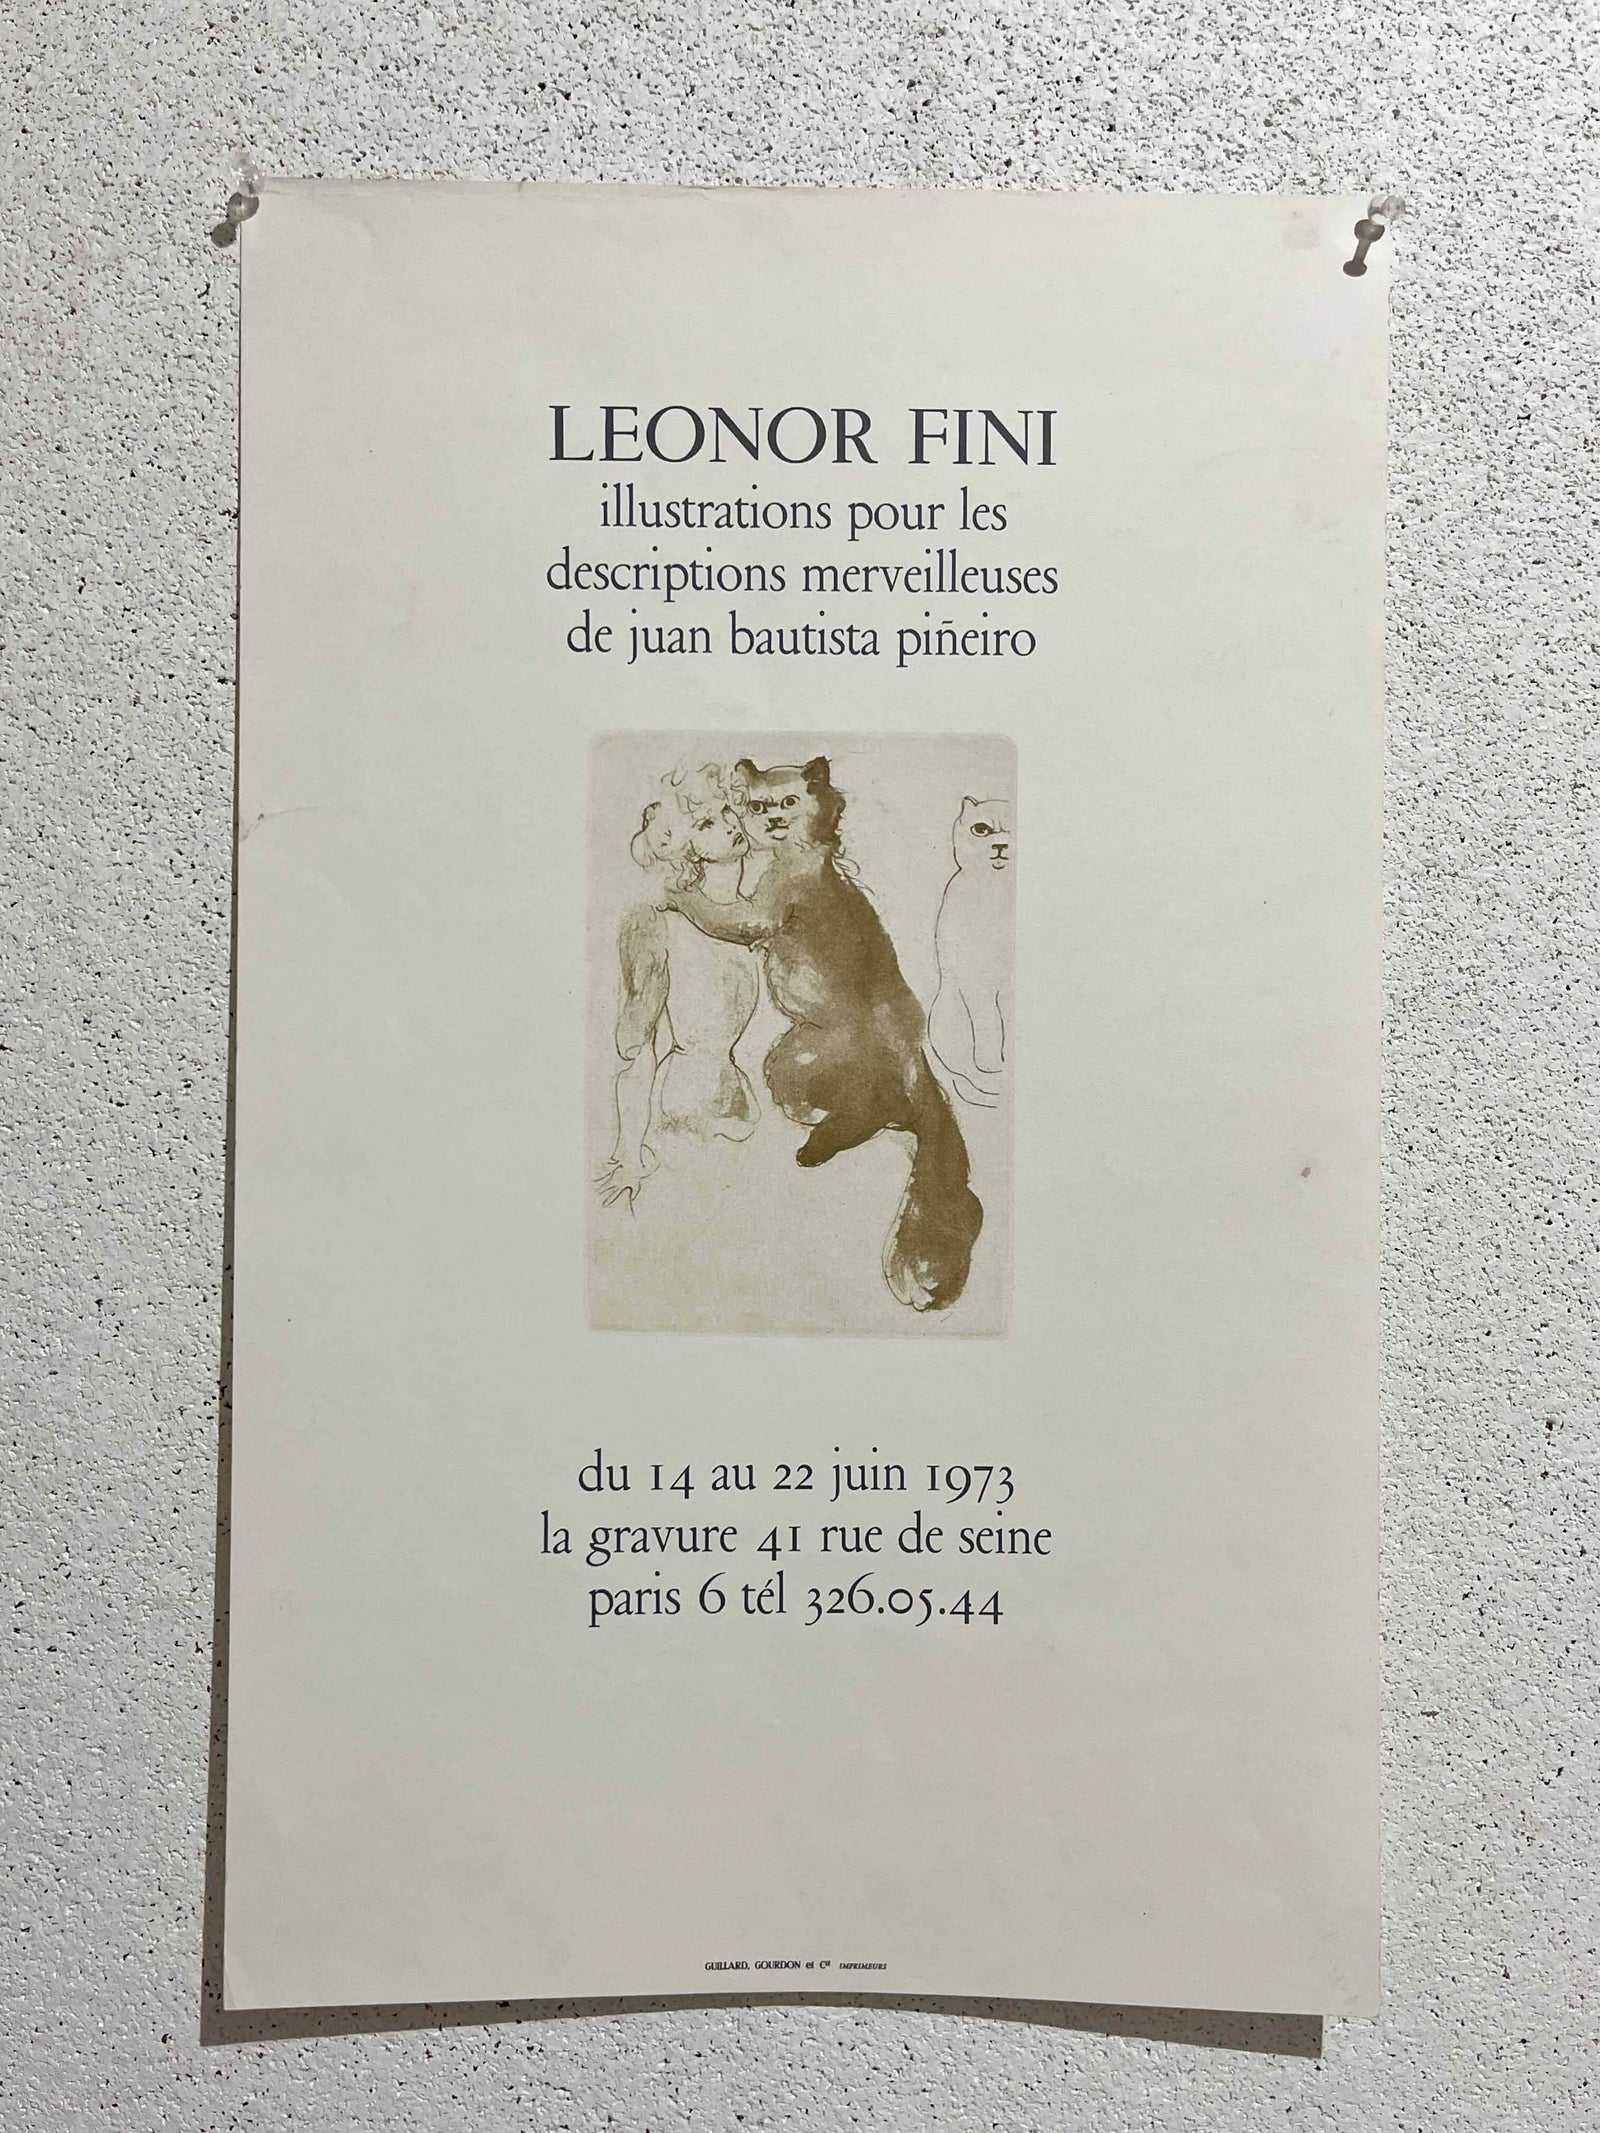 LEONOR FINI
illustrations pour les
descriptions merveilleuses
de juan bautista piñeiro
du 14 au 22 juin 1973
la gravure 41 rue de seine
paris 6 tél 326.05.44
GUILLARD, GOURDON et Cie IMPRIMEURS